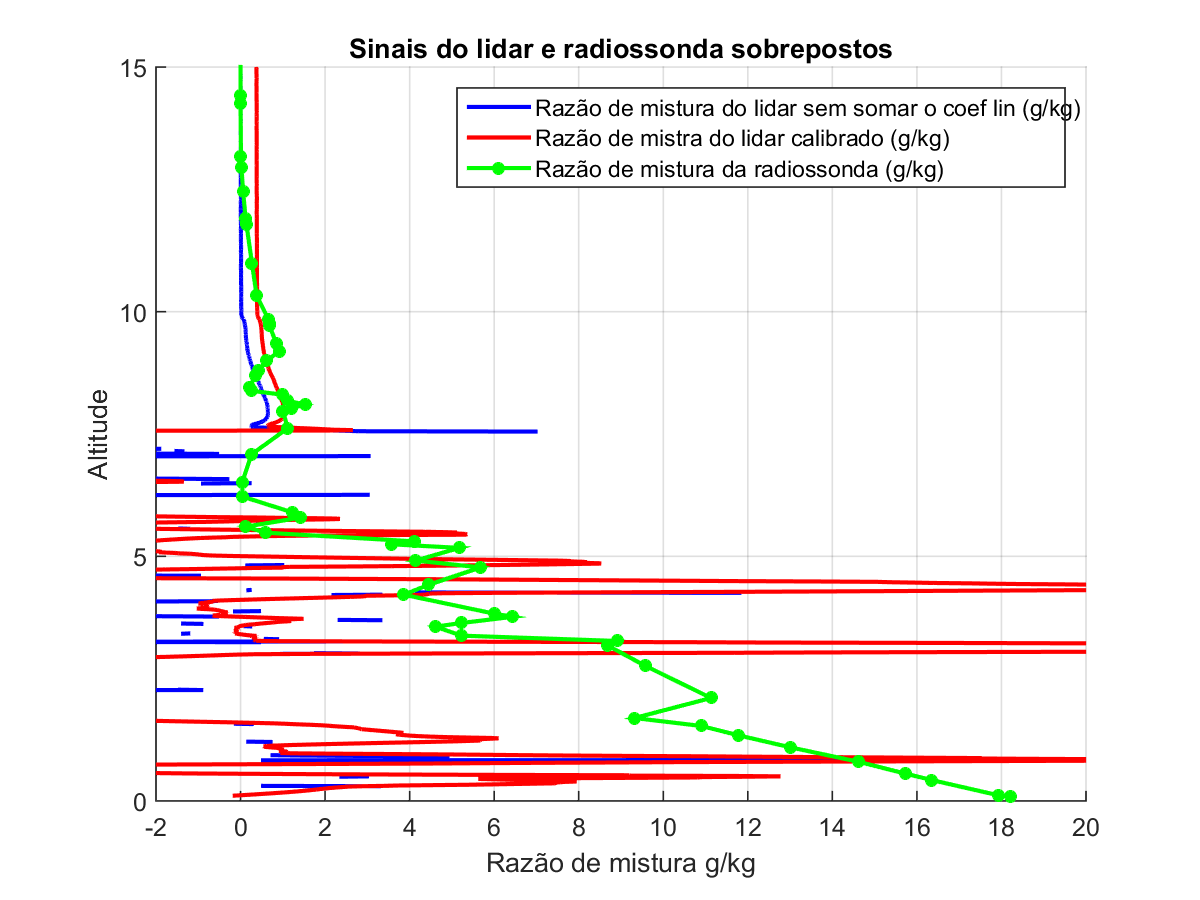 Sinais do lidar e radiossonda sobrepostos
15
Razão de mistura do lidar sem somar o coef lin (g/kg)
Razão de mistra do lidar calibrado (g/kg)
Razão de mistura da radiossonda (g/kg)
10
Altitude
5
0
-2 0 2 4 6 8 10 12 14 16 18 20
Razão de mistura g/kg